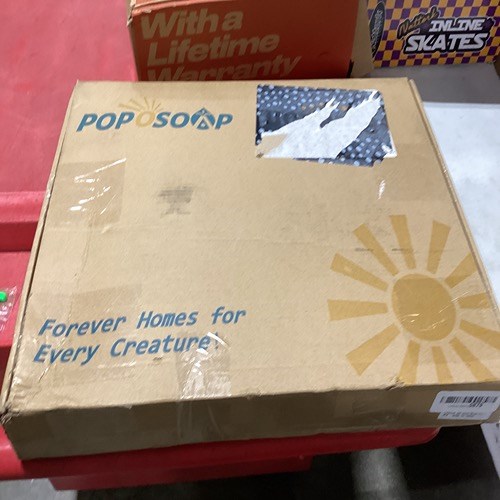 With a
Lifetime
Warranty
INLINE
SKATES
POPOSOAP
Forever Homes for
Every Creature!